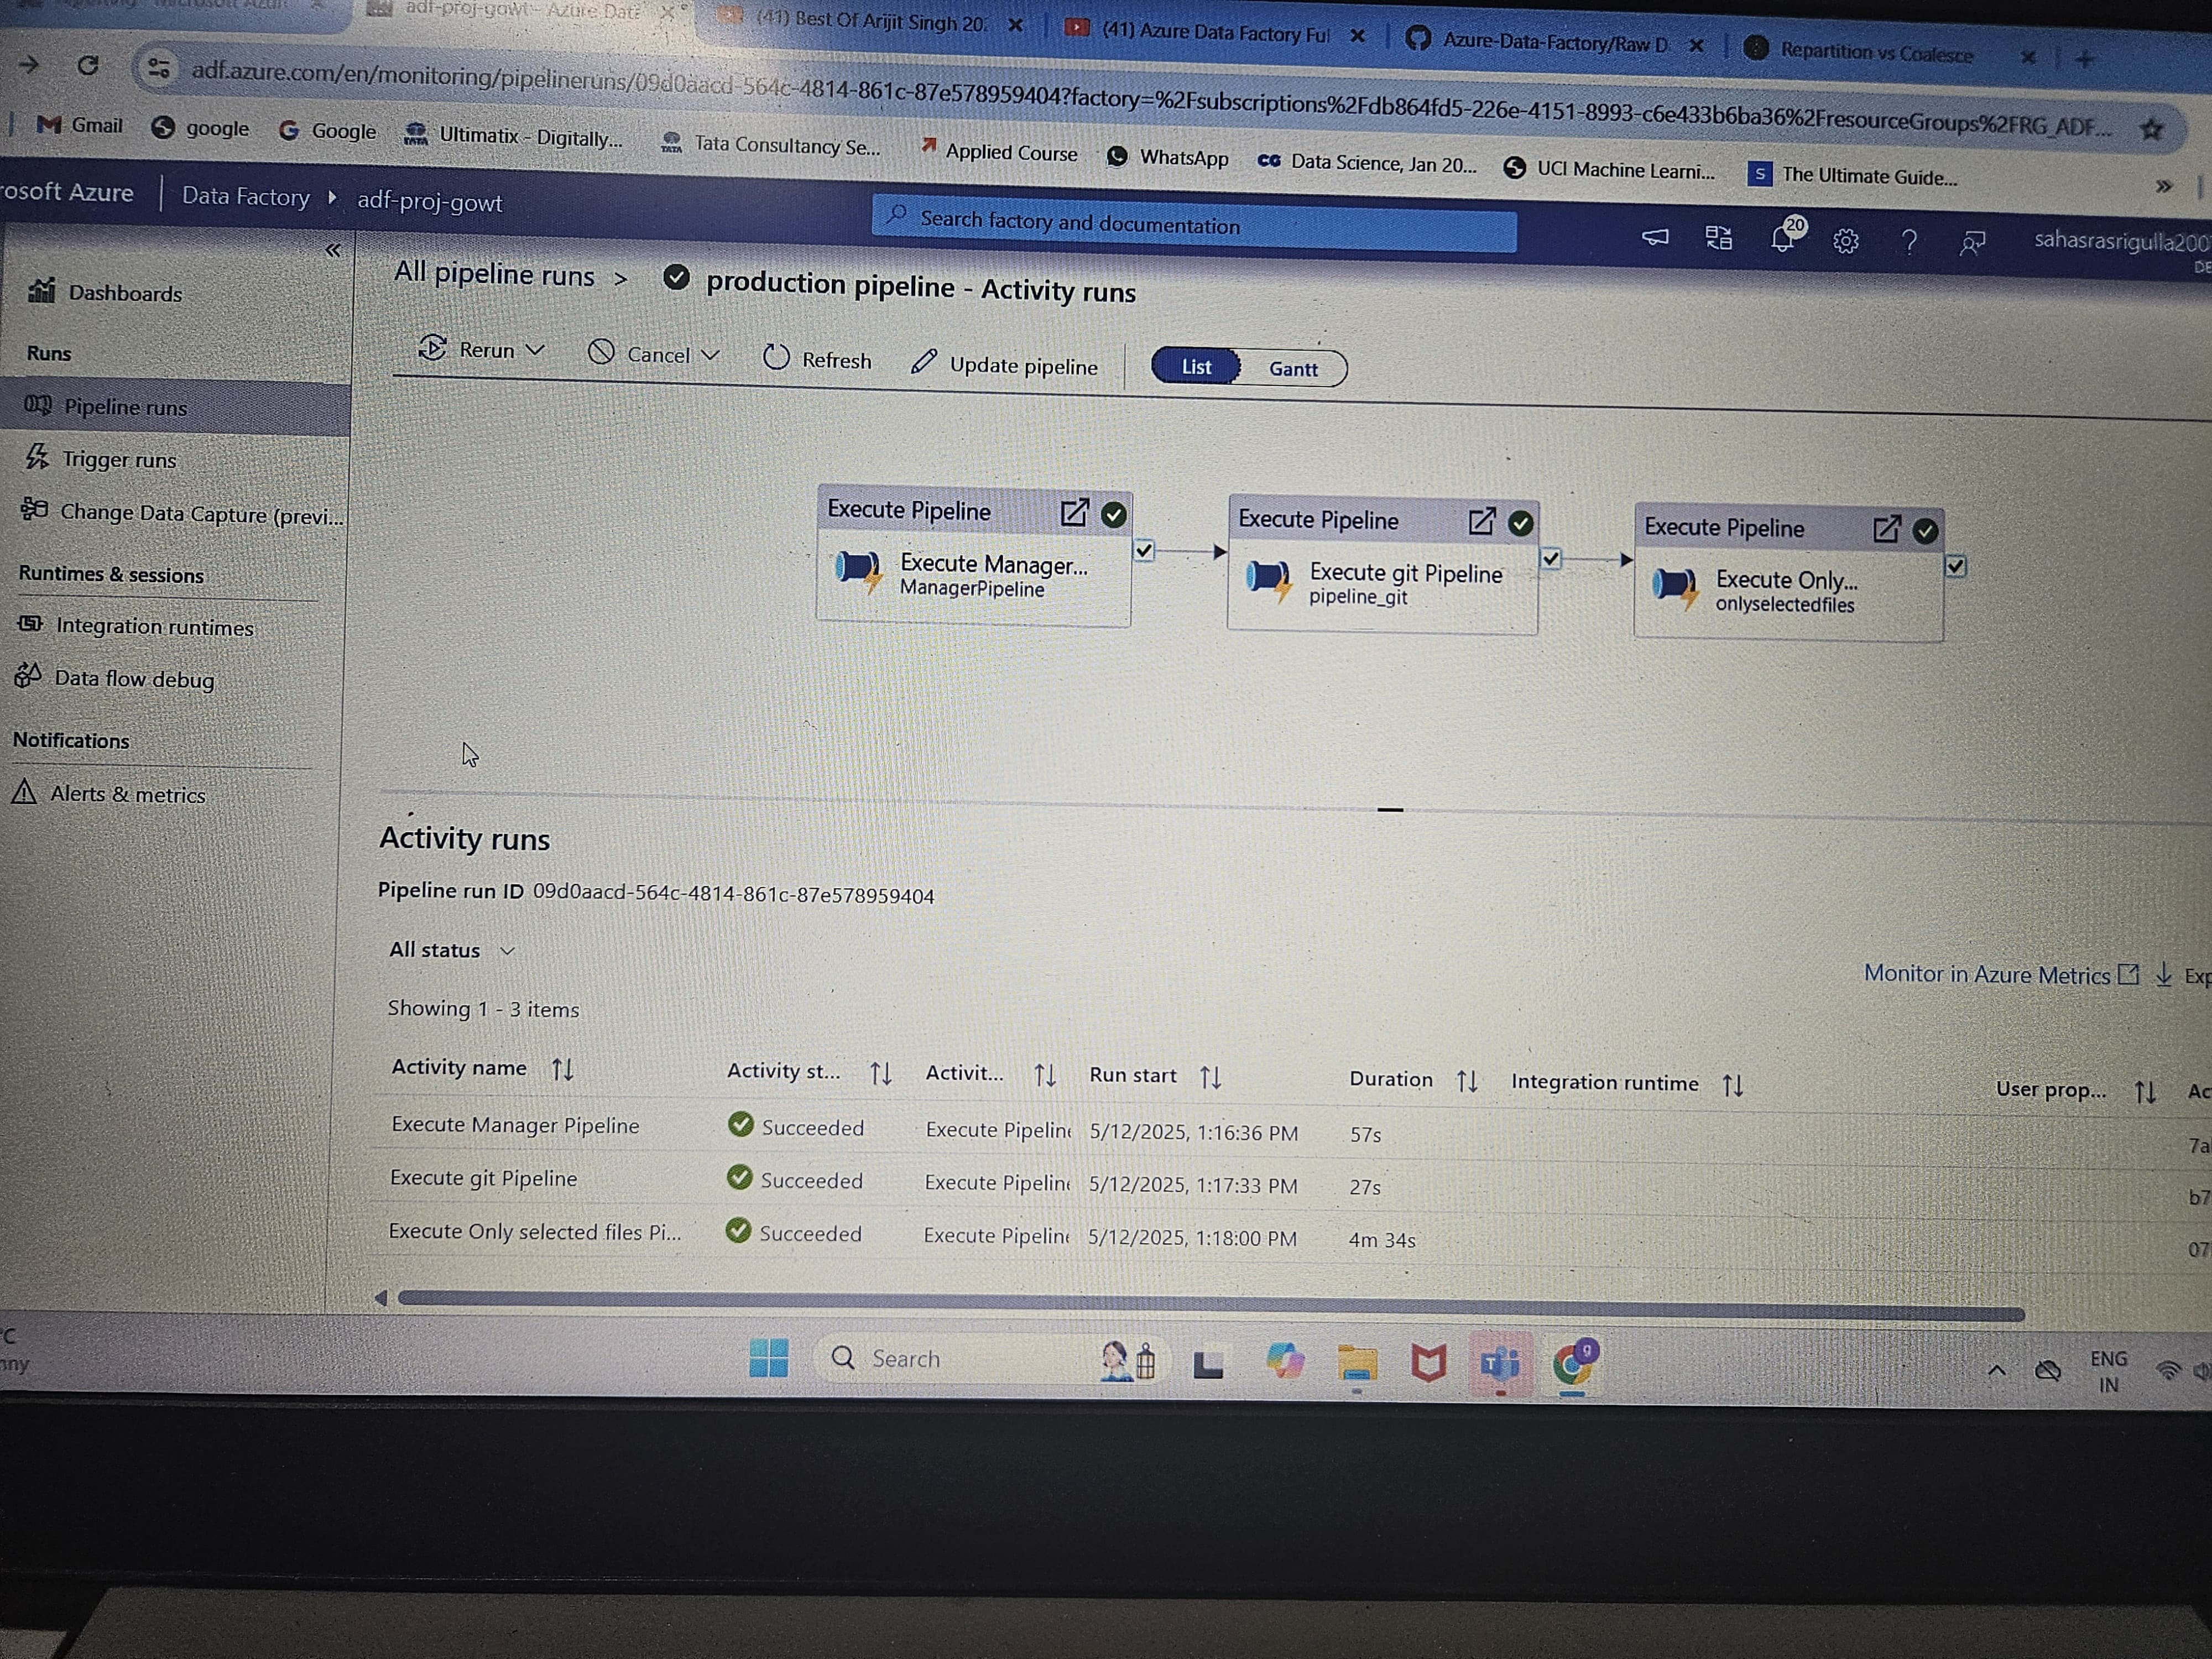 adf-proj-gowt - Azure Data
(41) Best Of Arijit Singh 20
(41) Azure Data Factory Ful
Azure-Data-Factory/Raw D
Repartition vs Coalesce
adf.azure.com/en/monitoring/pipelineruns/09d0aacd-564c-4814-861c-87e578959404?factory=%2Fsubscriptions%2Fdb864fd5-226e-4151-8993-c6e433b6ba36%2FresourceGroups%2FRG_ADF...
Gmail
google
Google
Ultimatix - Digitally...
Tata Consultancy Se...
Applied Course
WhatsApp
Data Science, Jan 20...
UCI Machine Learni...
The Ultimate Guide...
rosoft Azure
Data Factory
adf-proj-gowt
Search factory and documentation
20
sahasrasrigulla200
DE
Dashboards
Runs
Pipeline runs
Trigger runs
Change Data Capture (previ...
Runtimes & sessions
Integration runtimes
Data flow debug
Notifications
Alerts & metrics
All pipeline runs > production pipeline - Activity runs
Rerun
Cancel
Refresh
Update pipeline
List
Gantt
Execute Pipeline
Execute Manager...
ManagerPipeline
Execute Pipeline
Execute git Pipeline
pipeline_git
Execute Pipeline
Execute Only...
onlyselectedfiles
Activity runs
Pipeline run ID 09d0aacd-564c-4814-861c-87e578959404
All status
Monitor in Azure Metrics Exp
Showing 1 - 3 items
Activity name Activity st... Activit... Run start Duration Integration runtime User prop... Ac
Execute Manager Pipeline Succeeded Execute Pipeline 5/12/2025, 1:16:36 PM 57s 7a
Execute git Pipeline Succeeded Execute Pipeline 5/12/2025, 1:17:33 PM 27s b7
Execute Only selected files Pi... Succeeded Execute Pipeline 5/12/2025, 1:18:00 PM 4m 34s 07
°C
nny
Search
ENG
IN